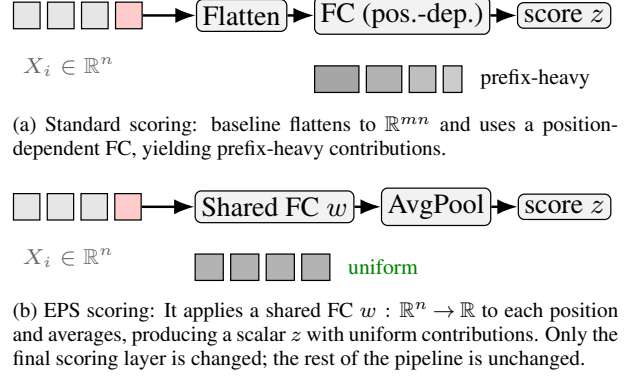 Flatten FC (pos.-dep.) score z
X_i ∈ ℝ^n prefix-heavy
(a) Standard scoring: baseline flattens to ℝ^{mn} and uses a position-
dependent FC, yielding prefix-heavy contributions.
Shared FC w AvgPool score z
X_i ∈ ℝ^n uniform
(b) EPS scoring: It applies a shared FC w : ℝ^n → ℝ to each position
and averages, producing a scalar z with uniform contributions. Only the
final scoring layer is changed; the rest of the pipeline is unchanged.